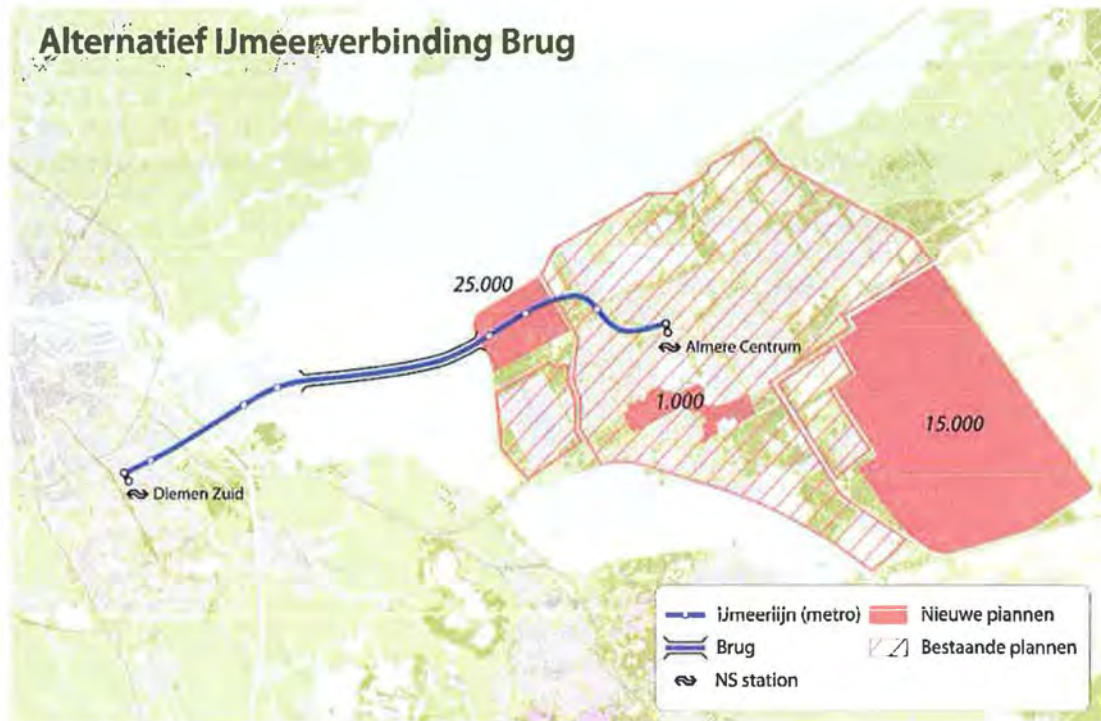 Alternatief IJmeerverbinding Brug
25.000
Almere Centrum
1.000
15.000
Diemen Zuid
IJmeerlijn (metro)
Nieuwe plannen
Brug
Bestaande plannen
NS station